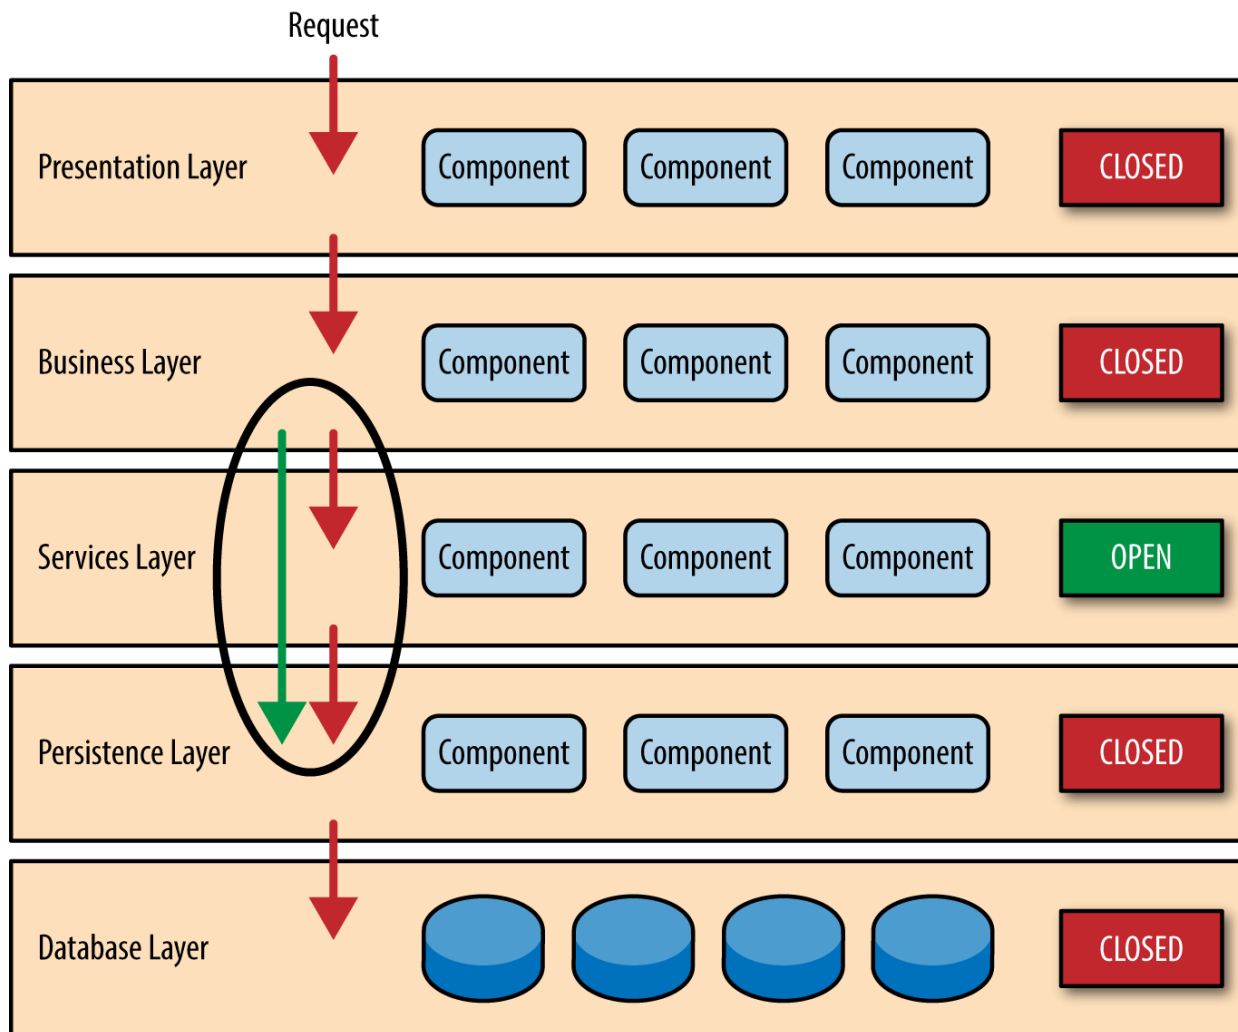 Request
Presentation Layer
Component
Component
Component
CLOSED
Business Layer
Component
Component
Component
CLOSED
Services Layer
Component
Component
Component
OPEN
Persistence Layer
Component
Component
Component
CLOSED
Database Layer
CLOSED